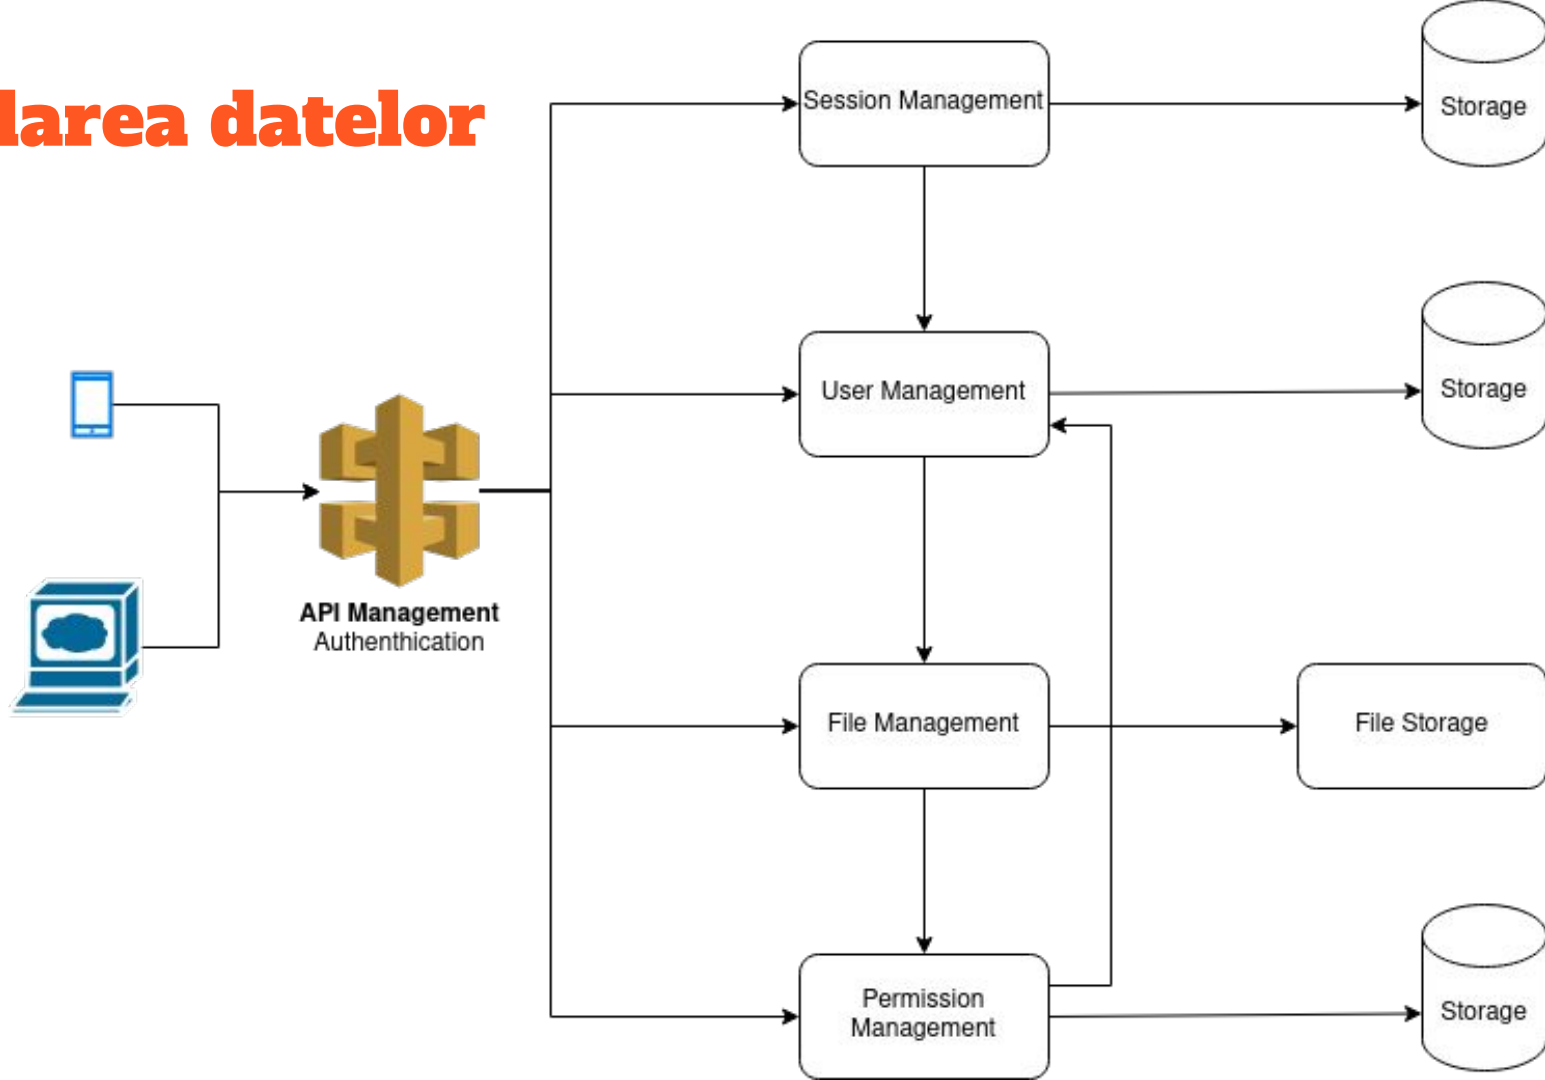 larea datelor
Session Management
Storage
User Management
Storage
API Management
Authenthication
File Management
File Storage
Permission
Management
Storage